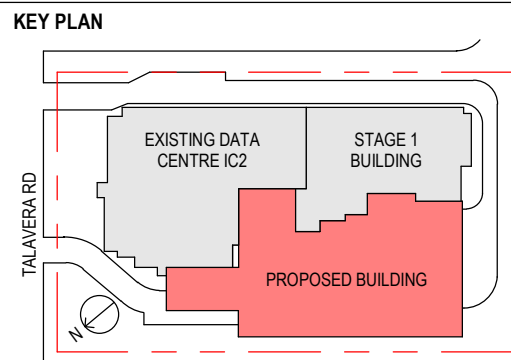 KEY PLAN
EXISTING DATA
CENTRE IC2
STAGE 1
BUILDING
TALAVERA RD
PROPOSED BUILDING
N